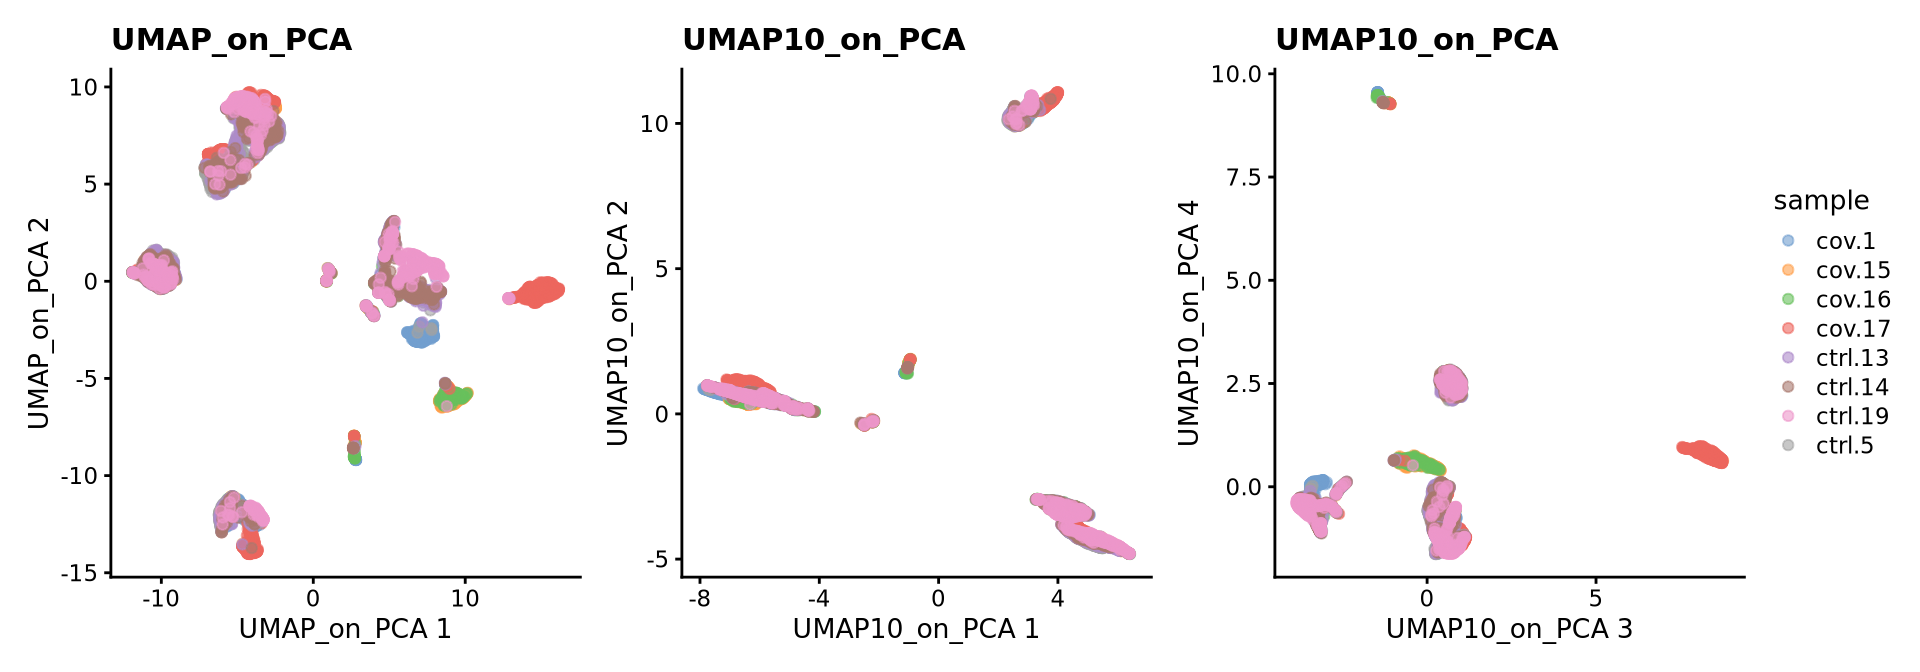 UMAP_on_PCA
10
5
0
-5
-10
-15
-10
0
10
UMAP_on_PCA 1
UMAP_on_PCA 2
UMAP10_on_PCA
10
5
0
-5
-8
-4
0
4
UMAP10_on_PCA 1
UMAP10_on_PCA 2
UMAP10_on_PCA
10.0
7.5
5.0
2.5
0.0
0
5
UMAP10_on_PCA 3
UMAP10_on_PCA 4
sample
cov.1
cov.15
cov.16
cov.17
ctrl.13
ctrl.14
ctrl.19
ctrl.5